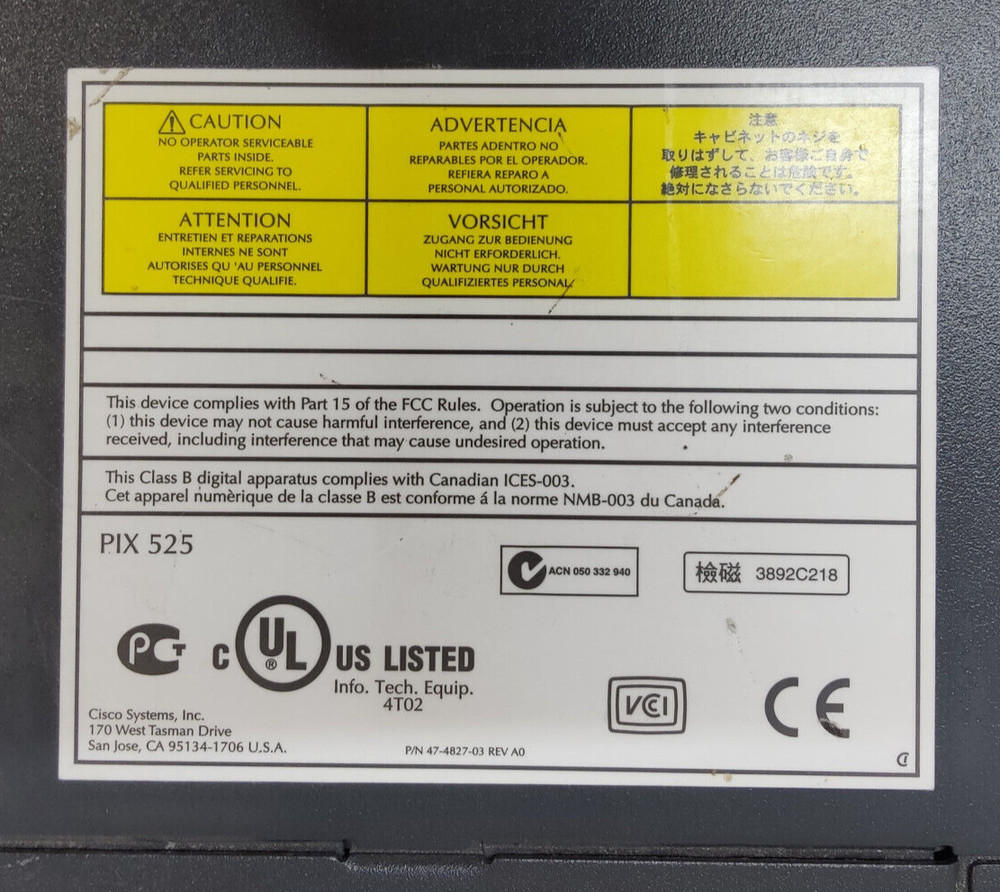 CAUTION
NO OPERATOR SERVICEABLE
PARTS INSIDE.
REFER SERVICING TO
QUALIFIED PERSONNEL.
ADVERTENCIA
PARTES ADENTRO NO
REPARABLES POR EL OPERADOR.
REFIERA REPARO A
PERSONAL AUTORIZADO.
注意
キャビネットのネジを
取りはずして、お客様ご自身で
修理されることは危険です。
絶対になさらないでください。
ATTENTION
ENTRETIEN ET REPARATIONS
INTERNES NE SONT
AUTORISES QU 'AU PERSONNEL
TECHNIQUE QUALIFIE.
VORSICHT
ZUGANG ZUR BEDIENUNG
NICHT ERFORDERLICH.
WARTUNG NUR DURCH
QUALIFIZIERTES PERSONAL.
This device complies with Part 15 of the FCC Rules. Operation is subject to the following two conditions:
(1) this device may not cause harmful interference, and (2) this device must accept any interference
received, including interference that may cause undesired operation.
This Class B digital apparatus complies with Canadian ICES-003.
Cet apparel numèrique de la classe B est conforme á la norme NMB-003 du Canada.
PIX 525
ACN 050 332 940
檢磁 3892C218
PCT
C UL® US LISTED
Info. Tech. Equip.
4T02
VCI
CE
Cisco Systems, Inc.
170 West Tasman Drive
San Jose, CA 95134-1706 U.S.A.
P/N 47-4827-03 REV A0